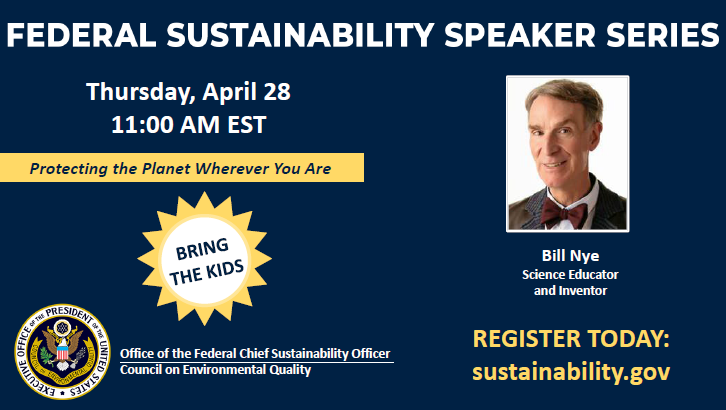 FEDERAL SUSTAINABILITY SPEAKER SERIES
Thursday, April 28
11:00 AM EST
Protecting the Planet Wherever You Are
BRING
THE KIDS
Bill Nye
Science Educator
and Inventor
REGISTER TODAY:
sustainability.gov
EXECUTIVE OFFICE OF THE PRESIDENT OF THE UNITED STATES
Office of the Federal Chief Sustainability Officer
Council on Environmental Quality